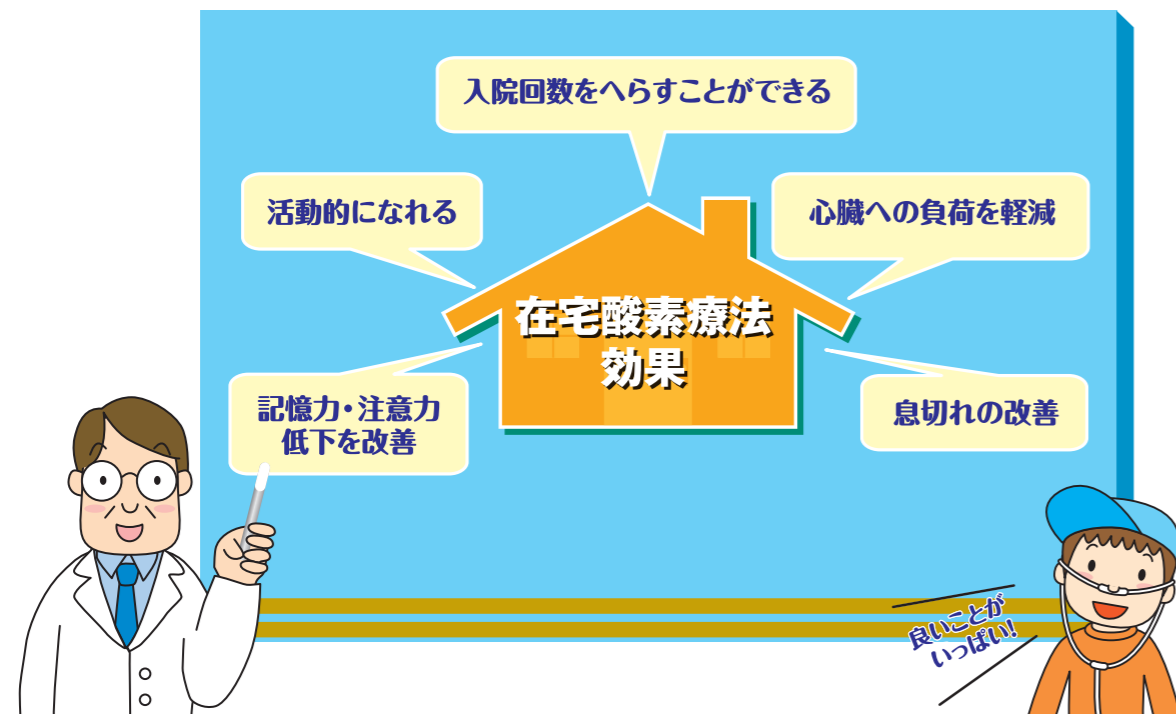 入院回数をへらすことができる
活動的になれる
心臓への負荷を軽減
在宅酸素療法
効果
記憶力・注意力
低下を改善
息切れの改善
良いことが
いっぱい!